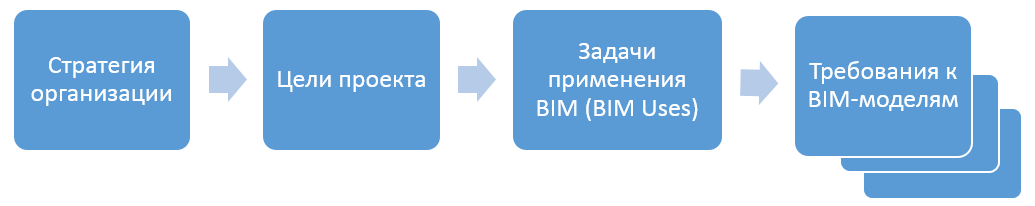 Стратегия
организации
Цели проекта
Задачи
применения
BIM (BIM Uses)
Требования к
BIM-моделям